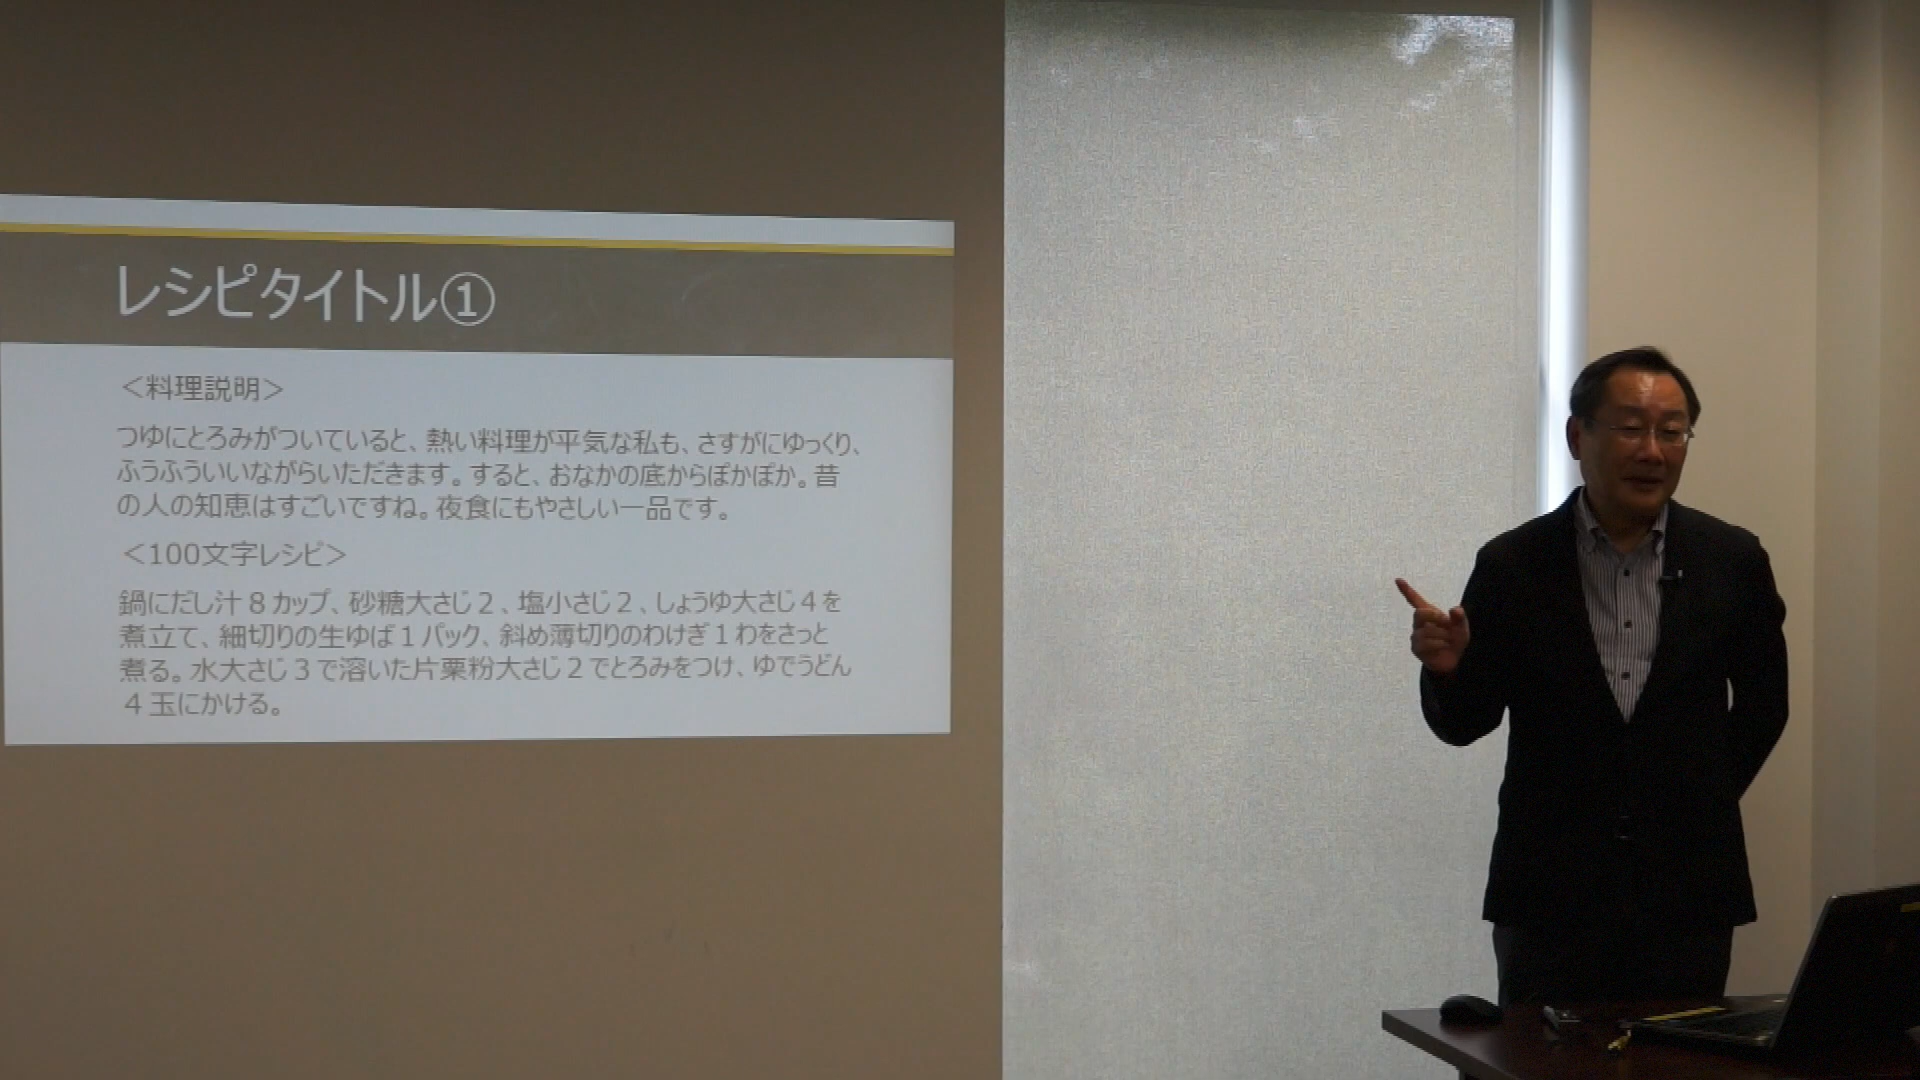 レシピタイトル①
＜料理説明＞
つゆにとろみがついていると、熱い料理が平気な私も、さすがにゆっくり、
ふうふういいながらいただきます。すると、おなかの底からぽかぽか。昔
の人の知恵はすごいですね。夜食にもやさしい一品です。
＜100文字レシピ＞
鍋にだし汁８カップ、砂糖大さじ２、塩小さじ２、しょうゆ大さじ４を
煮立て、細切りの生ゆば１パック、斜め薄切りのわけぎ１わをさっと
煮る。水大さじ３で溶いた片栗粉大さじ２でとろみをつけ、ゆでうどん
４玉にかける。